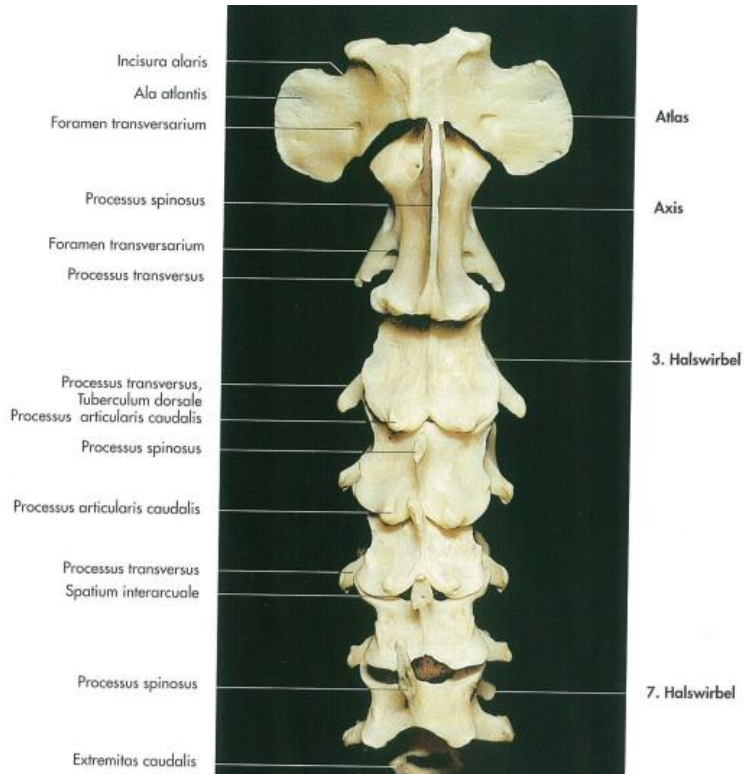 Incisura alaris
Ala atlantis
Foramen transversarium
Atlas
Processus spinosus
Axis
Foramen transversarium
Processus transversus
3. Halswirbel
Processus transversus,
Tuberculum dorsale
Processus articularis caudalis
Processus spinosus
Processus articularis caudalis
Processus transversus
Spatium interarcuale
Processus spinosus
7. Halswirbel
Extremitas caudalis